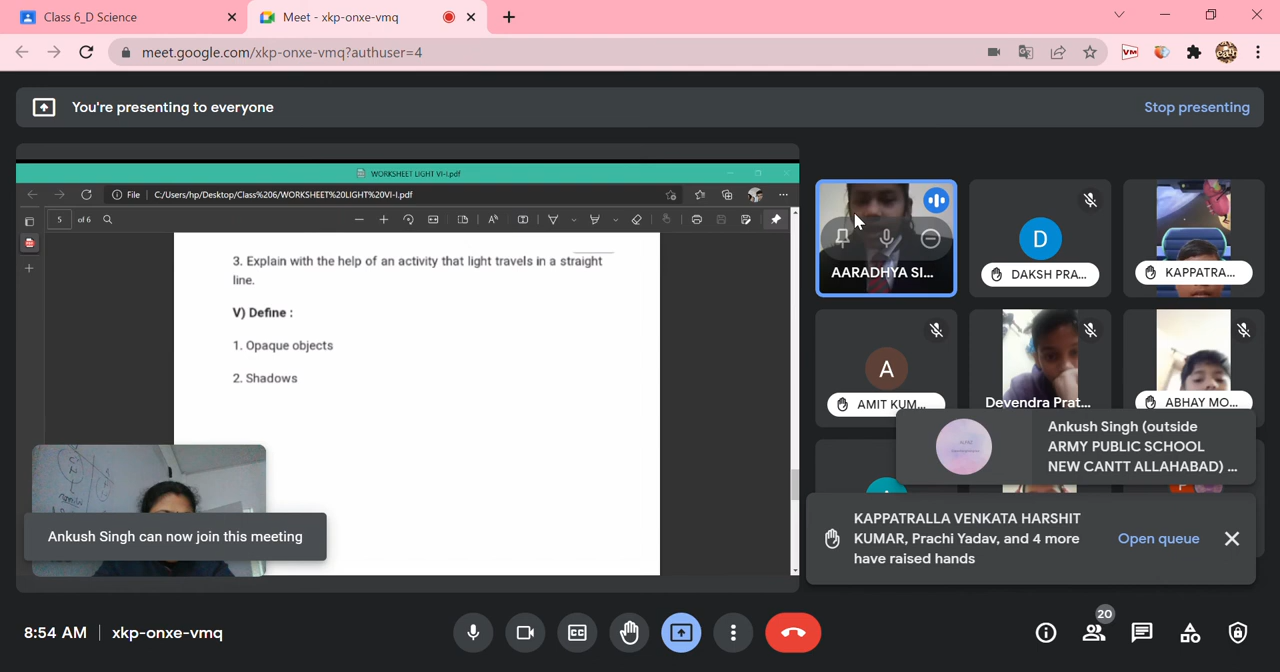 Class 6_D Science
Meet - xkp-onxe-vmq
meet.google.com/xkp-onxe-vmq?authuser=4
VM
You're presenting to everyone
Stop presenting
WORKSHEET LIGHT VI-I.pdf
File
C:/Users/hp/Desktop/Class%206/WORKSHEET%20LIGHT%20VI-I.pdf
5
of 6
3. Explain with the help of an activity that light travels in a straight
line.
V) Define :
1. Opaque objects
2. Shadows
AARADHYA SI...
D
DAKSH PRA...
KAPPATRA...
A
AMIT KUM...
Devendra Prat...
ABHAY MO...
Ankush Singh (outside
ARMY PUBLIC SCHOOL
NEW CANTT ALLAHABAD) ...
KAPPATRALLA VENKATA HARSHIT
KUMAR, Prachi Yadav, and 4 more
have raised hands
Open queue
Ankush Singh can now join this meeting
8:54 AM
xkp-onxe-vmq
20